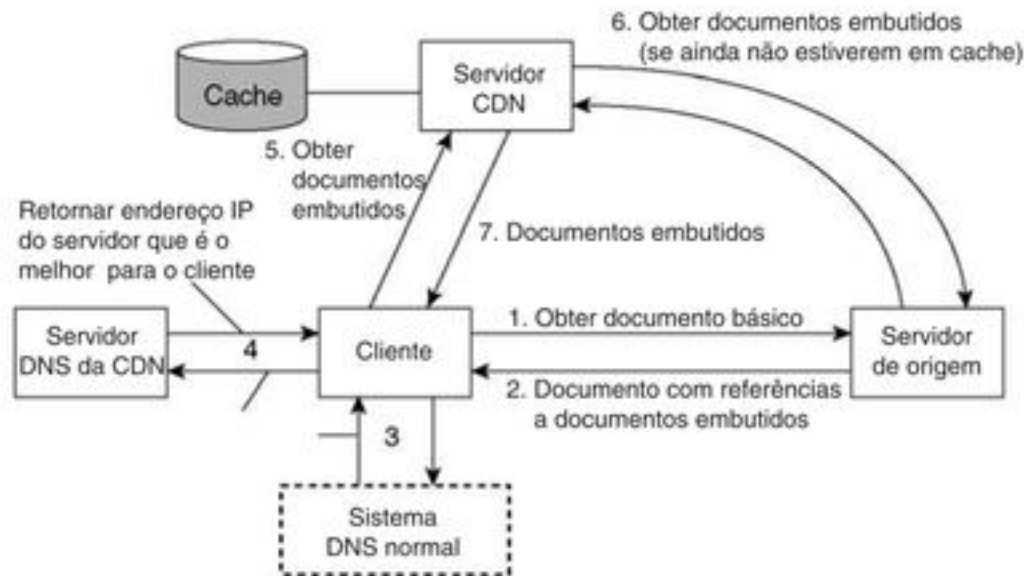 6. Obter documentos embutidos
(se ainda não estiverem em cache)
Servidor
CDN
Cache
5. Obter
documentos
embutidos
Retornar endereço IP
do servidor que é o
melhor para o cliente
7. Documentos embutidos
1. Obter documento básico
Servidor
DNS da CDN
4
Cliente
Servidor
de origem
2. Documento com referências
a documentos embutidos
3
Sistema
DNS normal